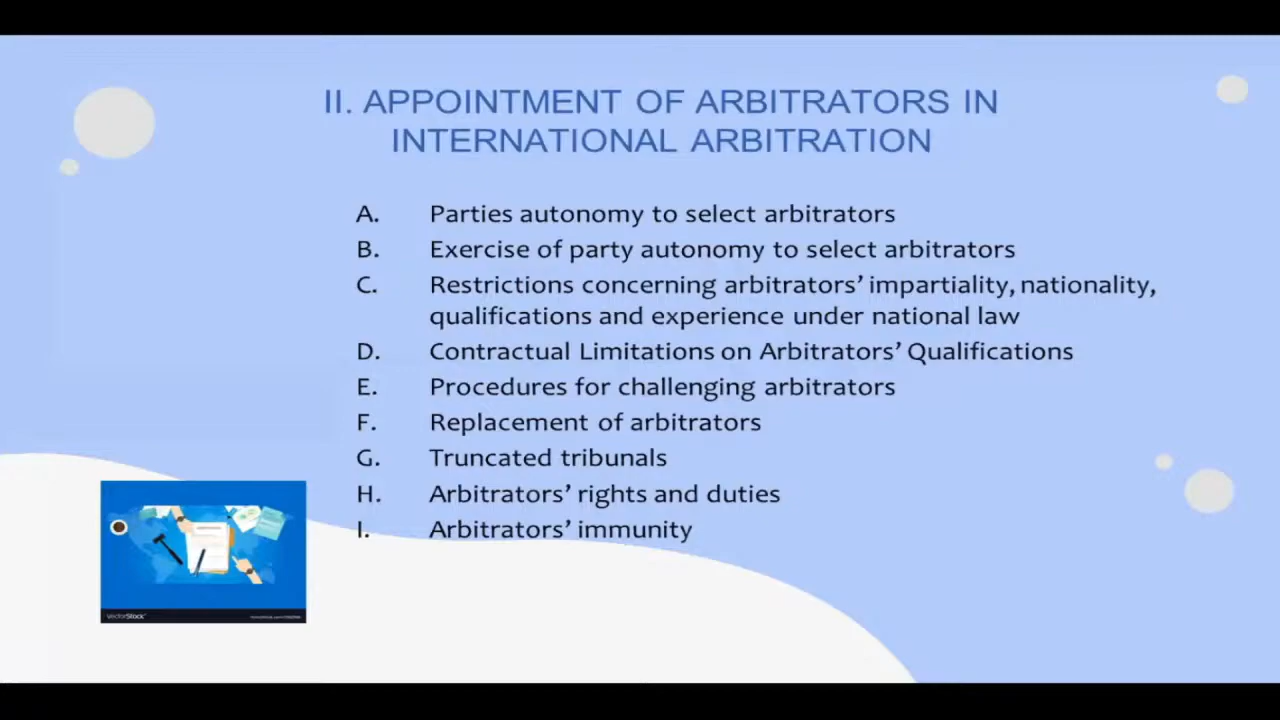 II. APPOINTMENT OF ARBITRATORS IN
INTERNATIONAL ARBITRATION
A. Parties autonomy to select arbitrators
B. Exercise of party autonomy to select arbitrators
C. Restrictions concerning arbitrators’ impartiality, nationality,
qualifications and experience under national law
D. Contractual Limitations on Arbitrators’ Qualifications
E. Procedures for challenging arbitrators
F. Replacement of arbitrators
G. Truncated tribunals
H. Arbitrators’ rights and duties
I. Arbitrators’ immunity
VectorStock